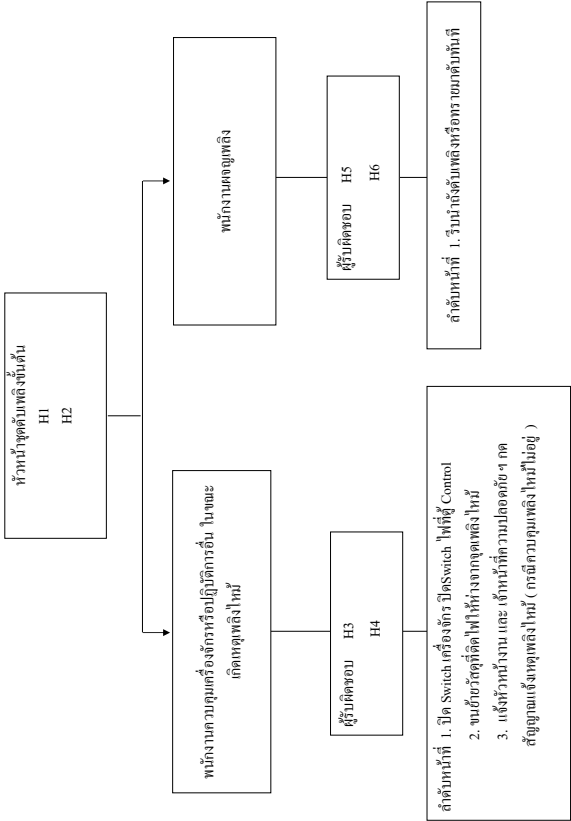 หัวหน้าชุดดับเพลิงขั้นต้น
H1
H2
พนักงานควบคุมเครื่องจักรหรือปฏิบัติการอื่น ในขณะ
เกิดเหตุเพลิงไหม้
ผู้รับผิดชอบ H3
H4
ลำดับหน้าที่ 1. ปิด Switch เครื่องจักร ปิดSwitch ไฟที่ตู้ Control
2. ขนย้ายวัสดุที่ติดไฟให้ห่างจากจุดเพลิงไหม้
3. แจ้งหัวหน้างาน และ เจ้าหน้าที่ความปลอดภัย ฯ กด
สัญญาณแจ้งเหตุเพลิงไหม้ ( กรณีควบคุมเพลิงไหม้ไม่อยู่ )
พนักงานผจญเพลิง
ผู้รับผิดชอบ H5
H6
ลำดับหน้าที่ 1. รีบนำถังดับเพลิงหรือทรายมาดับทันที